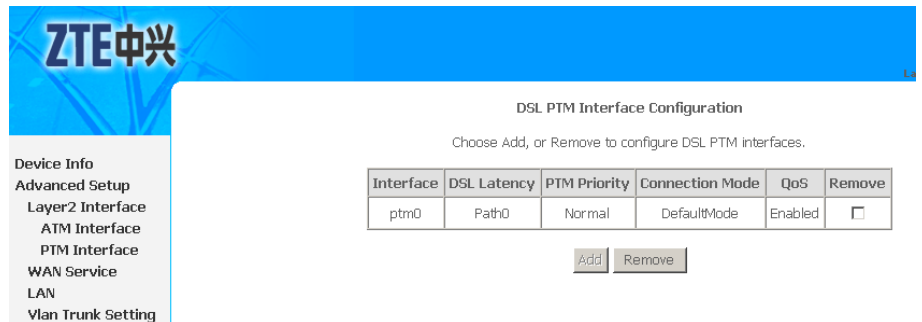 ZTE中兴
DSL PTM Interface Configuration
Choose Add, or Remove to configure DSL PTM interfaces.
Device Info
Advanced Setup
Layer2 Interface
ATM Interface
PTM Interface
WAN Service
LAN
Vlan Trunk Setting
Interface DSL Latency PTM Priority Connection Mode QoS Remove
ptm0 Path0 Normal DefaultMode Enabled
Add Remove